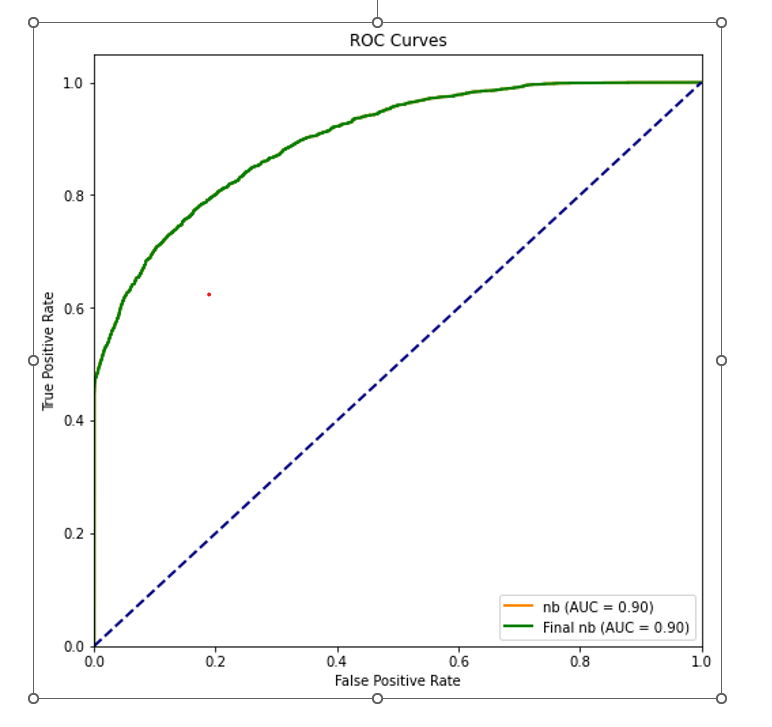 ROC Curves
1.0
0.8
0.6
0.4
0.2
0.0
True Positive Rate
0.0 0.2 0.4 0.6 0.8 1.0
False Positive Rate
nb (AUC = 0.90)
Final nb (AUC = 0.90)